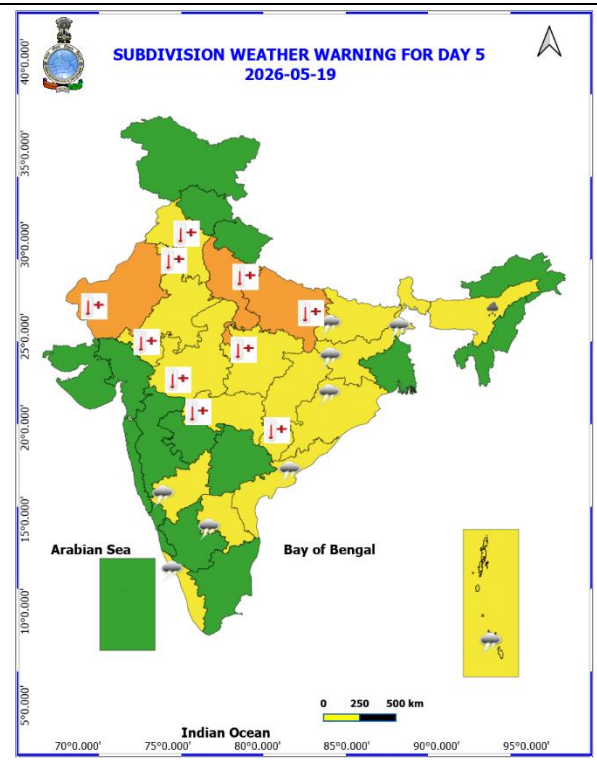 SUBDIVISION WEATHER WARNING FOR DAY 5
2026-05-19
40°0.000'
35°0.000'
30°0.000'
25°0.000'
20°0.000'
15°0.000'
10°0.000'
5°0.000'
Arabian Sea
Bay of Bengal
0 250 500 km
Indian Ocean
70°0.000' 75°0.000' 80°0.000' 85°0.000' 90°0.000' 95°0.000'